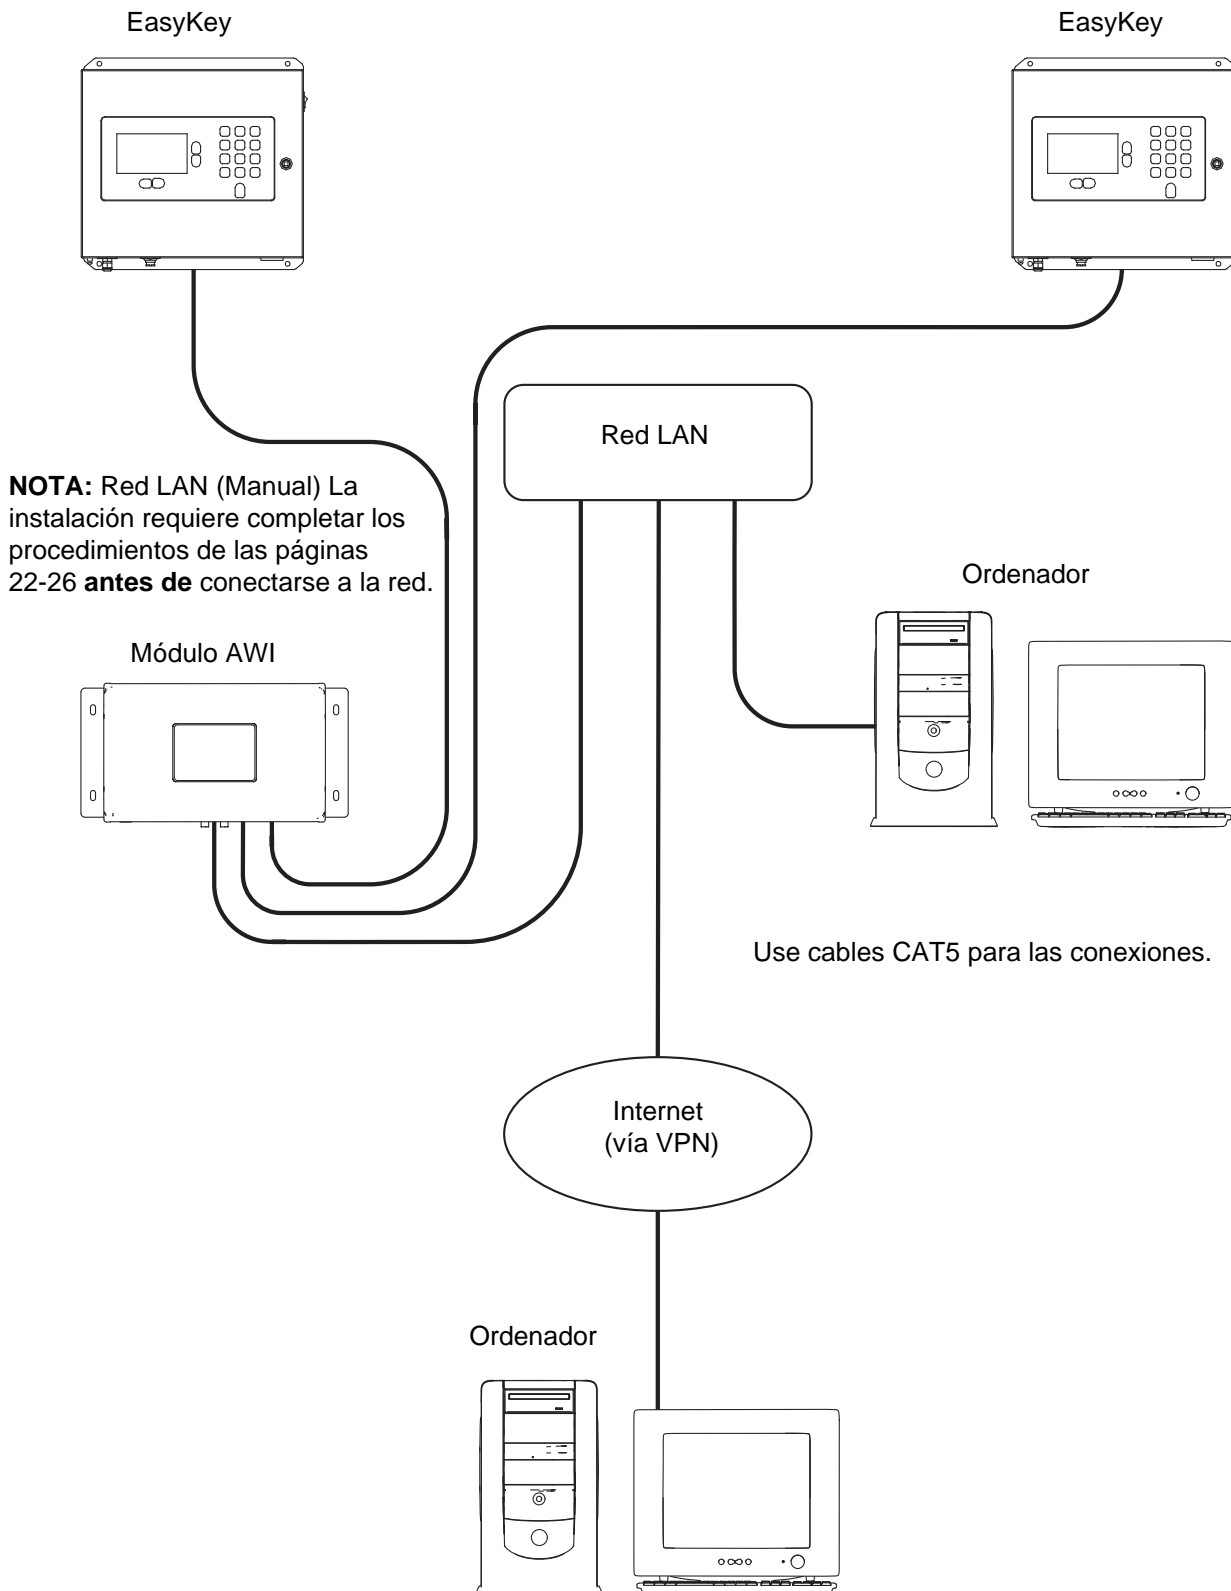 EasyKey
EasyKey
Red LAN
NOTA: Red LAN (Manual) La
instalación requiere completar los
procedimientos de las páginas
22-26 antes de conectarse a la red.
Ordenador
Módulo AWI
Use cables CAT5 para las conexiones.
Internet
(vía VPN)
Ordenador